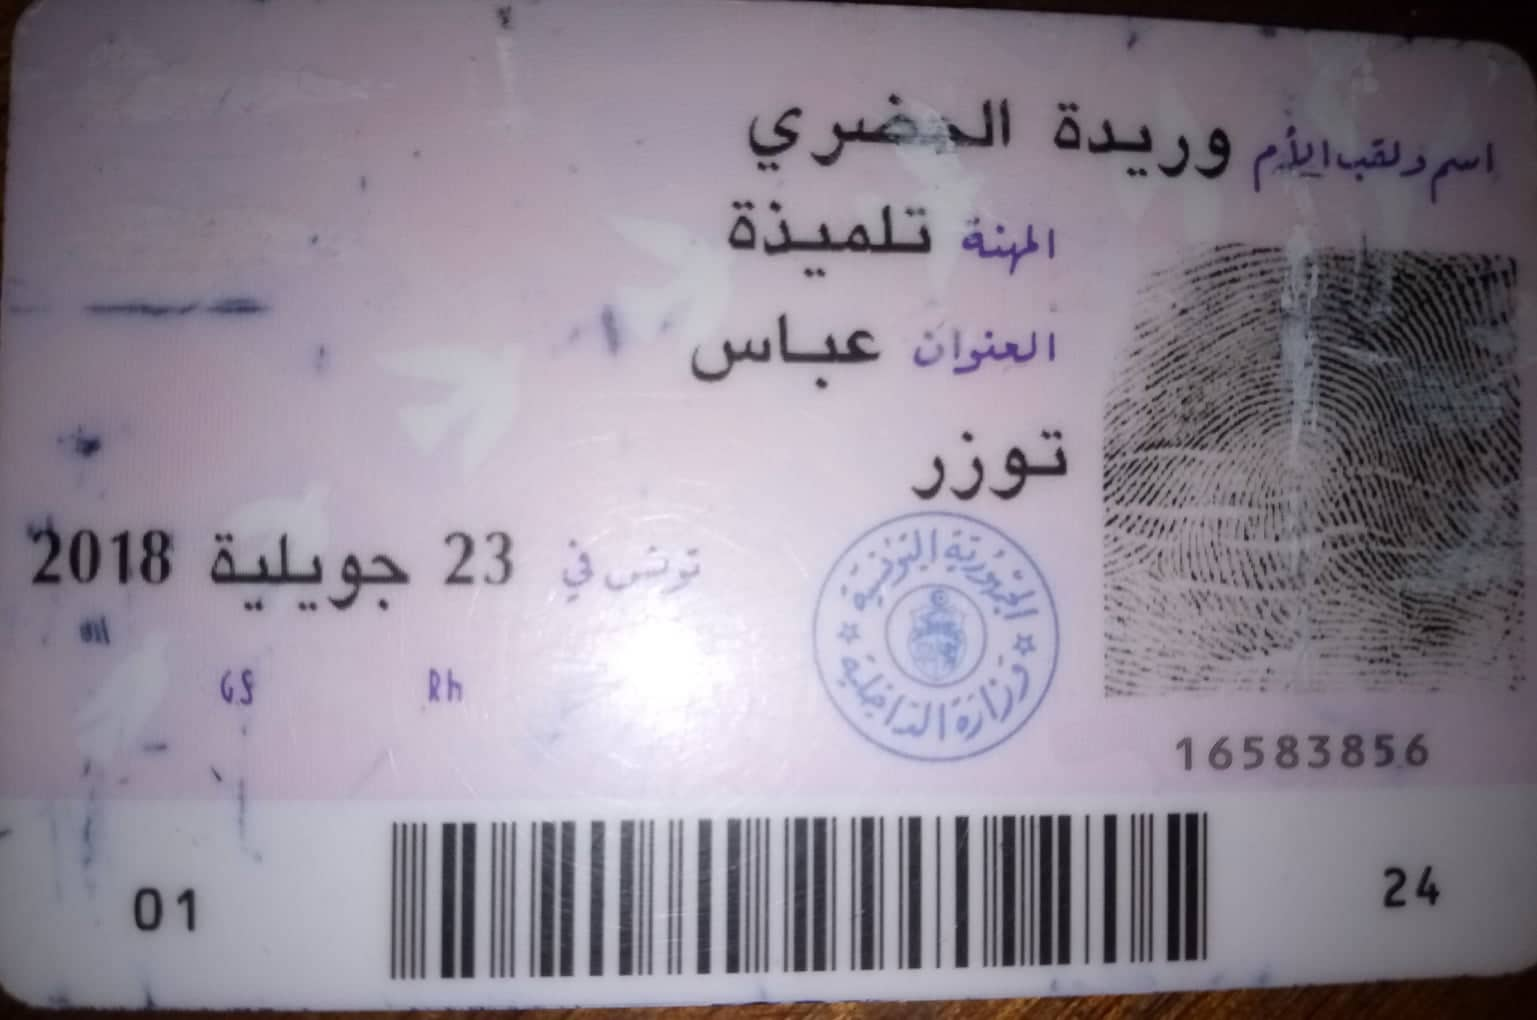 اسم ولقب الأم وريدة الحضري
المهنة تلميذة
العنوان عباس
توزر
تونس في 23 جويلية 2018
الجمهورية التونسية
وزارة الداخلية
GS Rh
16583856
01 24